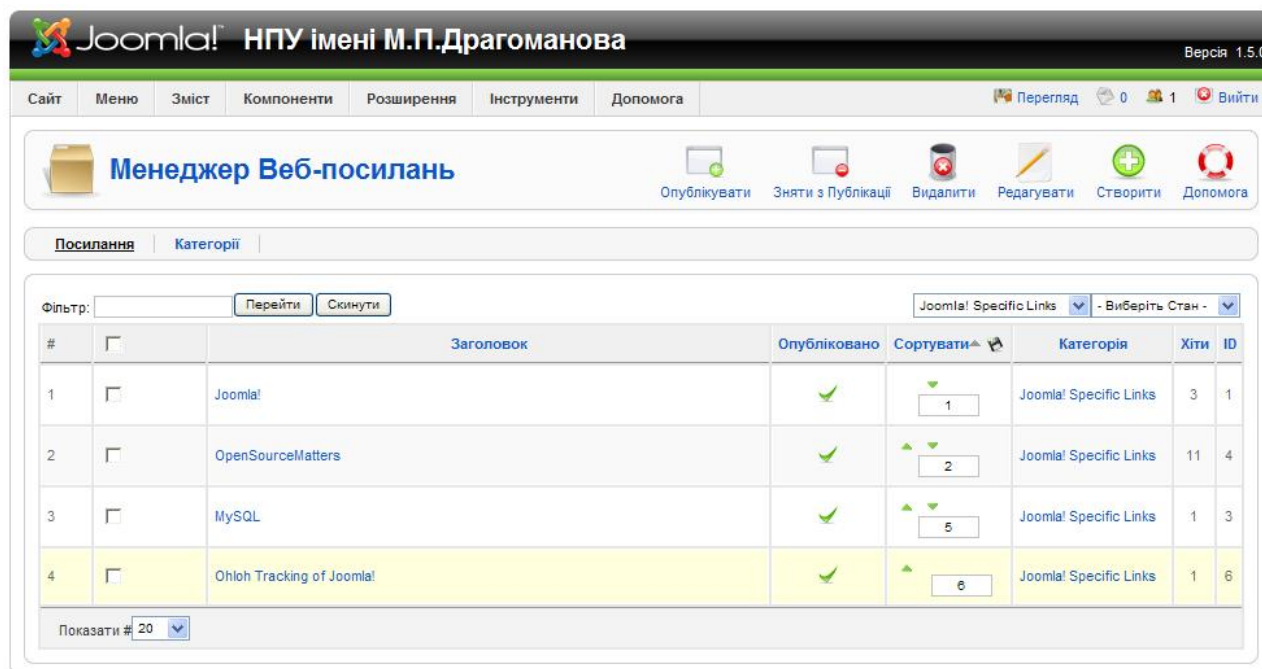 Joomla! НПУ імені М.П.Драгоманова
Версія 1.5.0
Сайт Меню Зміст Компоненти Розширення Інструменти Допомога Перегляд 0 1 Вийти
Менеджер Веб-посилань
Опублікувати Зняти з Публікації Видалити Редагувати Створити Допомога
Посилання Категорії
Фільтр: Перейти Скинути Joomla! Specific Links - Виберіть Стан -
# Заголовок Опубліковано Сортувати Категорія Хіти ID
1 Joomla! 1 Joomla! Specific Links 3 1
2 OpenSourceMatters 2 Joomla! Specific Links 11 4
3 MySQL 5 Joomla! Specific Links 1 3
4 Ohloh Tracking of Joomla! 6 Joomla! Specific Links 1 6
Показати # 20